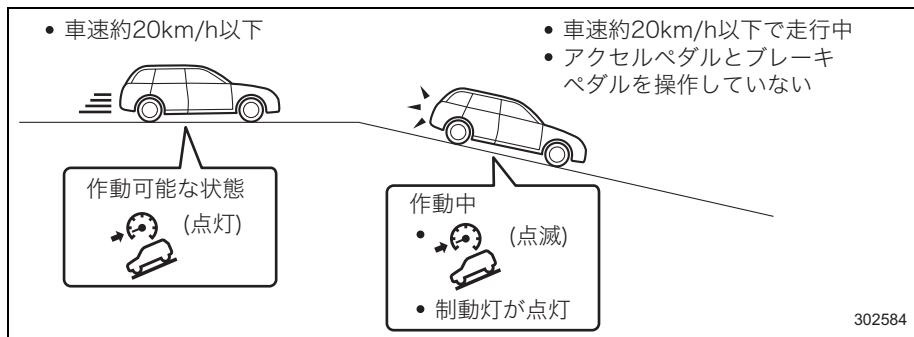 • 車速約20km/h以下
• 車速約20km/h以下で走行中
• アクセルペダルとブレーキ
ペダルを操作していない
作動可能な状態
(点灯)
作動中
• (点滅)
• 制動灯が点灯
302584